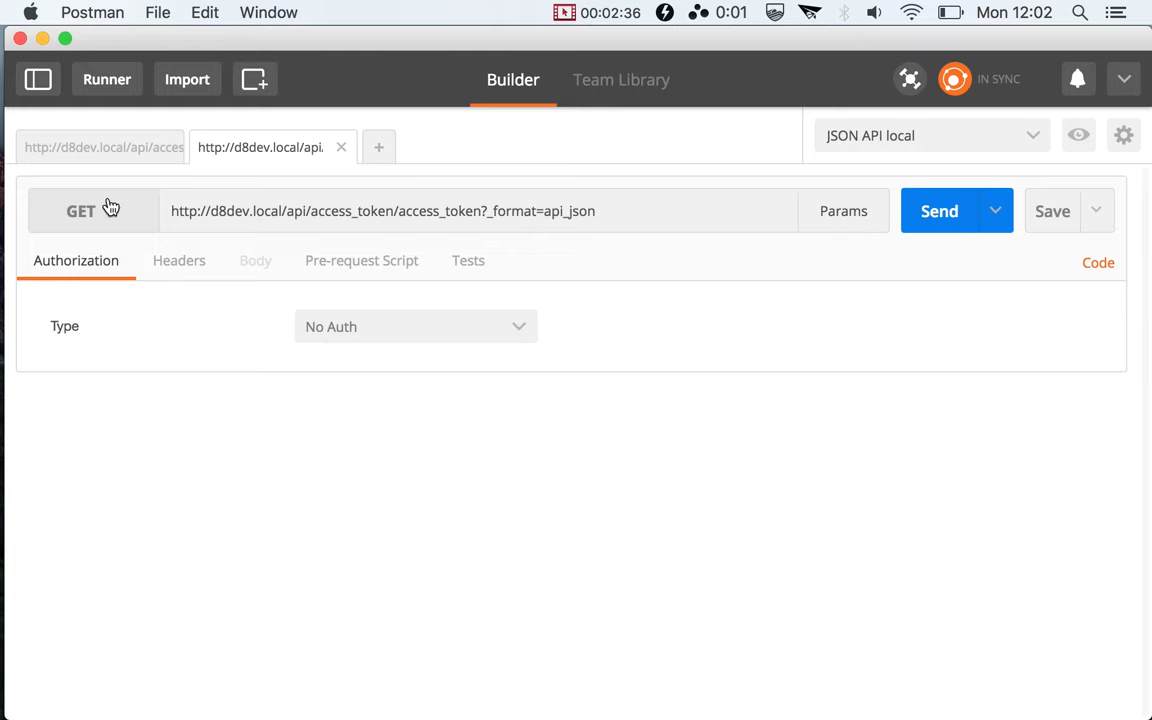 Postman File Edit Window 00:02:36 0:01 Mon 12:02
Runner Import Builder Team Library IN SYNC
http://d8dev.local/api/acces http://d8dev.local/api. + JSON API local
GET http://d8dev.local/api/access_token/access_token?_format=api_json Params Send Save
Authorization Headers Body Pre-request Script Tests Code
Type No Auth